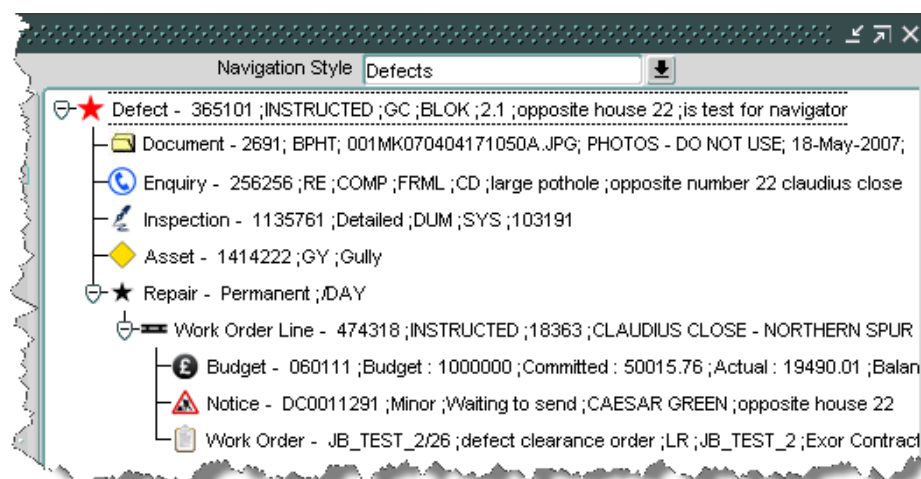 Navigation Style Defects
Defect - 365101 ;INSTRUCTED ;GC ;BLOK ;2.1 ;opposite house 22 ;is test for navigator
Document - 2691; BPHT; 001MK070404171050A.JPG; PHOTOS - DO NOT USE; 18-May-2007;
Enquiry - 256256 ;RE ;COMP ;FRML ;CD ;large pothole ;opposite number 22 claudius close
Inspection - 1135761 ;Detailed ;DUM ;SYS ;103191
Asset - 1414222 ;GY ;Gully
Repair - Permanent ;/DAY
Work Order Line - 474318 ;INSTRUCTED ;18363 ;CLAUDIUS CLOSE - NORTHERN SPUR
Budget - 060111 ;Budget : 1000000 ;Committed : 50015.76 ;Actual : 19490.01 ;Balan
Notice - DC0011291 ;Minor ;Waiting to send ;CAESAR GREEN ;opposite house 22
Work Order - JB_TEST_2/26 ;defect clearance order ;LR ;JB_TEST_2 ;Exor Contract